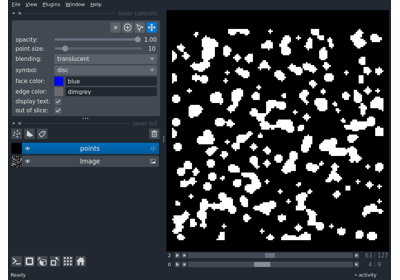 File View Plugins Window Help
layer controls
opacity: 1.00
point size: 10
blending: translucent
symbol: disc
face color: blue
edge color: dimgrey
display text:
out of slice:
layer list
points
Image
2 63 127
0 4 9
Ready activity